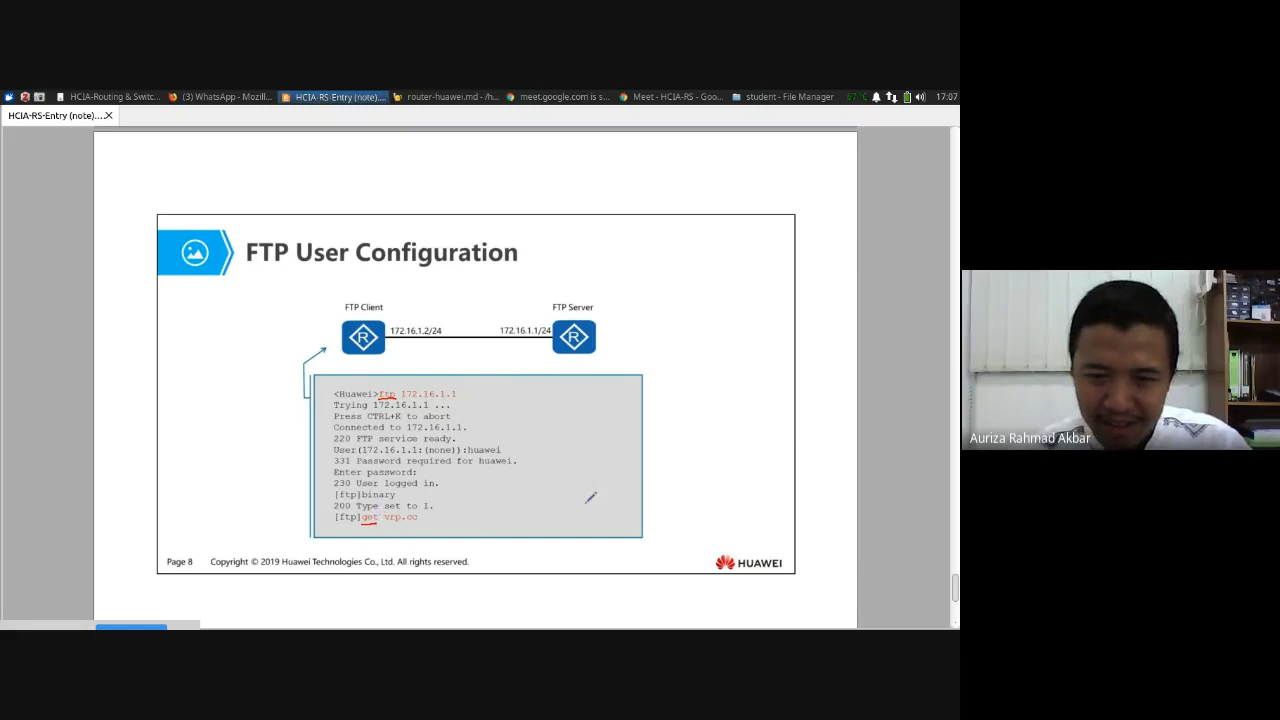 HCIA-Routing & Switc...
(3) WhatsApp - Mozill...
HCIA-RS-Entry (note)....
router-huawei.md - /h...
meet.google.com is s...
Meet - HCIA-RS - Goo...
student - File Manager
67°C
17:07
HCIA-RS-Entry (note)....
FTP User Configuration
FTP Client
FTP Server
R
172.16.1.2/24
172.16.1.1/24
R
<Huawei>ftp 172.16.1.1
Trying 172.16.1.1 ...
Press CTRL+K to abort
Connected to 172.16.1.1.
220 FTP service ready.
User(172.16.1.1:(none)):huawei
331 Password required for huawei.
Enter password:
230 User logged in.
[ftp]binary
200 Type set to I.
[ftp]get vrp.cc
Page 8
Copyright © 2019 Huawei Technologies Co., Ltd. All rights reserved.
HUAWEI
Auriza Rahmad Akbar